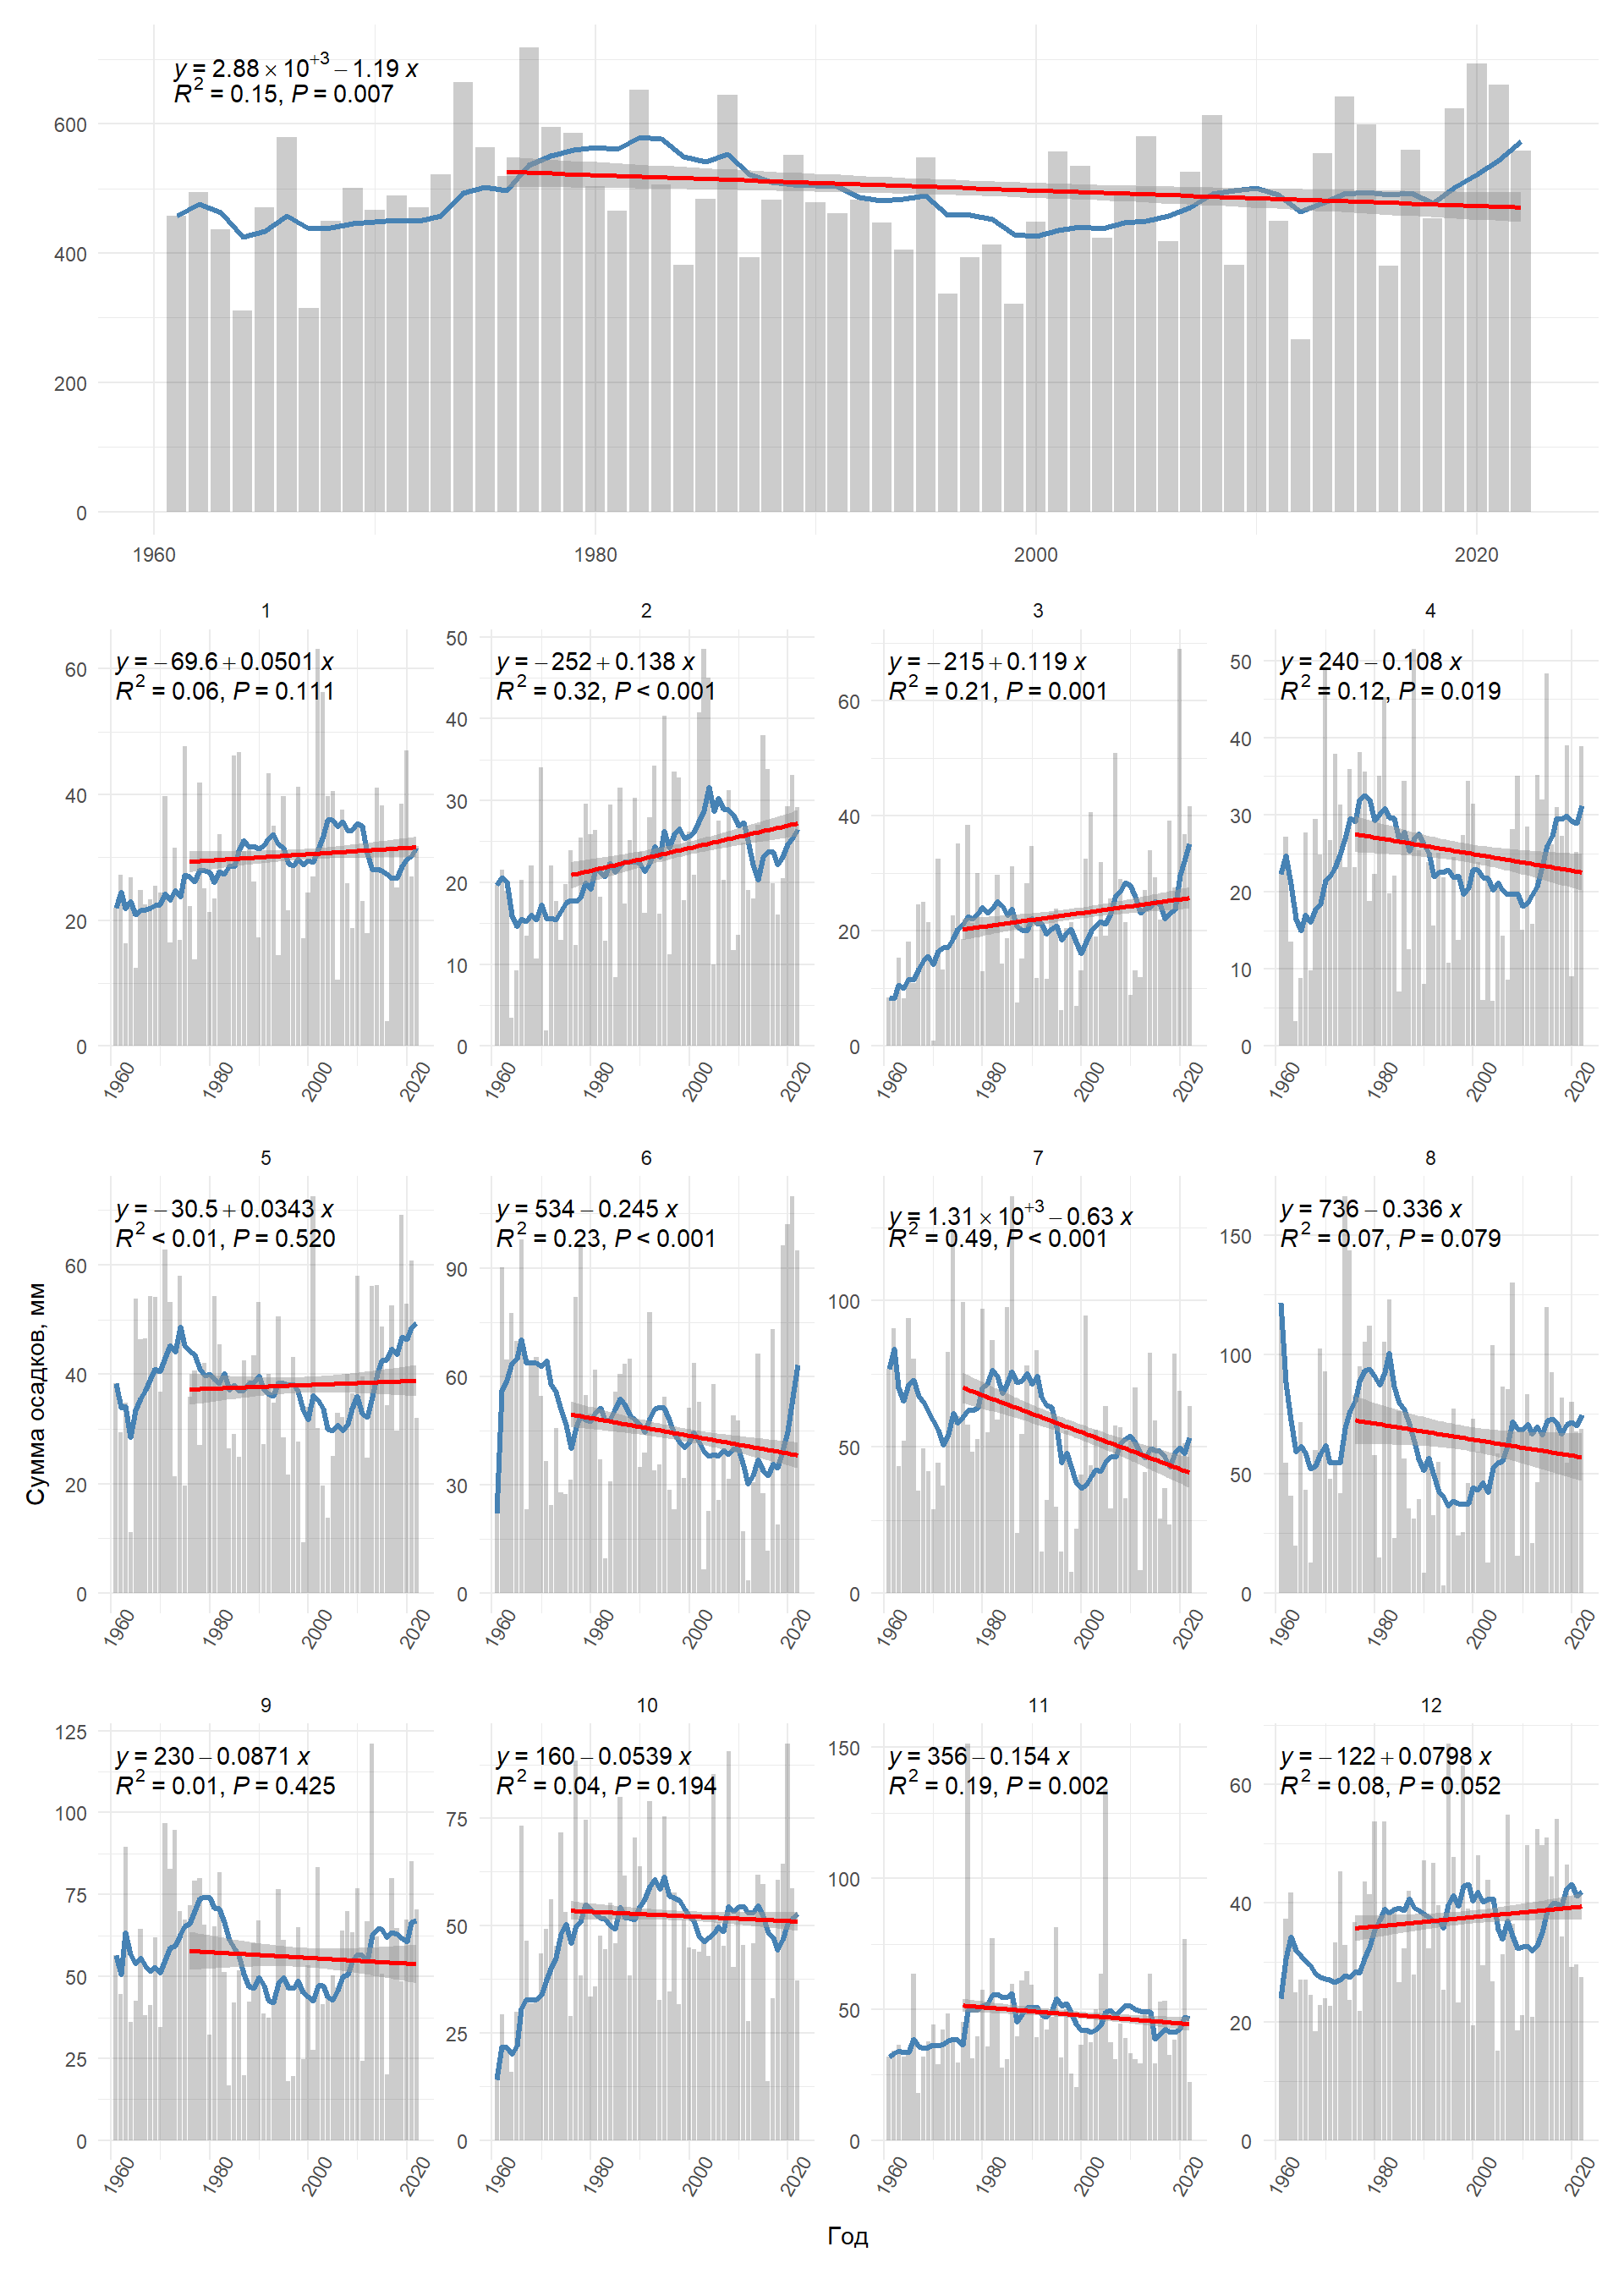 y = 2.88 × 10+3 − 1.19 x
R2 = 0.15, P = 0.007
600
400
200
0
1960 1980 2000 2020
1 2 3 4
y = −69.6 + 0.0501 x
R2 = 0.06, P = 0.111
60
40
20
0
1960 1980 2000 2020
y = −252 + 0.138 x
R2 = 0.32, P < 0.001
50
40
30
20
10
0
1960 1980 2000 2020
y = −215 + 0.119 x
R2 = 0.21, P = 0.001
60
40
20
0
1960 1980 2000 2020
y = 240 − 0.108 x
R2 = 0.12, P = 0.019
50
40
30
20
10
0
1960 1980 2000 2020
Сумма осадков, мм
5 6 7 8
y = −30.5 + 0.0343 x
R2 < 0.01, P = 0.520
60
40
20
0
1960 1980 2000 2020
y = 534 − 0.245 x
R2 = 0.23, P < 0.001
90
60
30
0
1960 1980 2000 2020
y = 1.31 × 10+3 − 0.63 x
R2 = 0.49, P < 0.001
100
50
0
1960 1980 2000 2020
y = 736 − 0.336 x
R2 = 0.07, P = 0.079
150
100
50
0
1960 1980 2000 2020
9 10 11 12
y = 230 − 0.0871 x
R2 = 0.01, P = 0.425
125
100
75
50
25
0
1960 1980 2000 2020
y = 160 − 0.0539 x
R2 = 0.04, P = 0.194
75
50
25
0
1960 1980 2000 2020
y = 356 − 0.154 x
R2 = 0.19, P = 0.002
150
100
50
0
1960 1980 2000 2020
y = −122 + 0.0798 x
R2 = 0.08, P = 0.052
60
40
20
0
1960 1980 2000 2020
Год